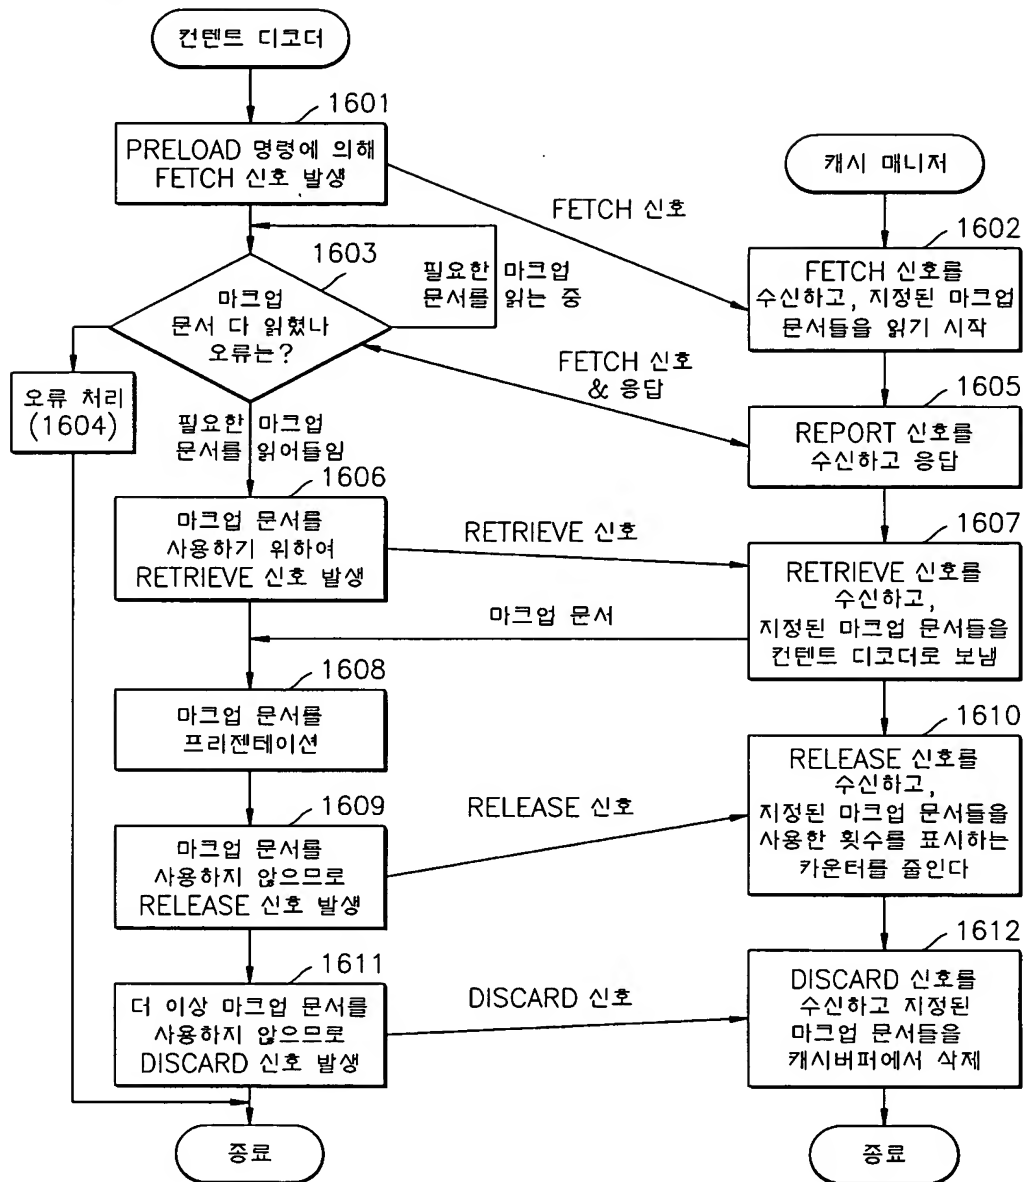 컨텐트 디코더
1601
PRELOAD 명령에 의해
FETCH 신호 발생
캐시 매니저
FETCH 신호
1602
FETCH 신호를
수신하고, 지정된 마크업
문서들을 읽기 시작
1603
마크업
문서 다 읽혔나
오류는?
필요한 마크업
문서를 읽는 중
FETCH 신호
& 응답
오류 처리
(1604)
1605
REPORT 신호를
수신하고 응답
필요한 마크업
문서를 읽어들임
1606
마크업 문서를
사용하기 위하여
RETRIEVE 신호 발생
RETRIEVE 신호
1607
RETRIEVE 신호를
수신하고,
지정된 마크업 문서들을
컨텐트 디코더로 보냄
마크업 문서
1608
마크업 문서를
프리젠테이션
1610
RELEASE 신호를
수신하고,
지정된 마크업 문서들을
사용한 횟수를 표시하는
카운터를 줄인다
1609
마크업 문서를
사용하지 않으므로
RELEASE 신호 발생
RELEASE 신호
1611
더 이상 마크업 문서를
사용하지 않으므로
DISCARD 신호 발생
DISCARD 신호
1612
DISCARD 신호를
수신하고 지정된
마크업 문서들을
캐시버퍼에서 삭제
종료
종료